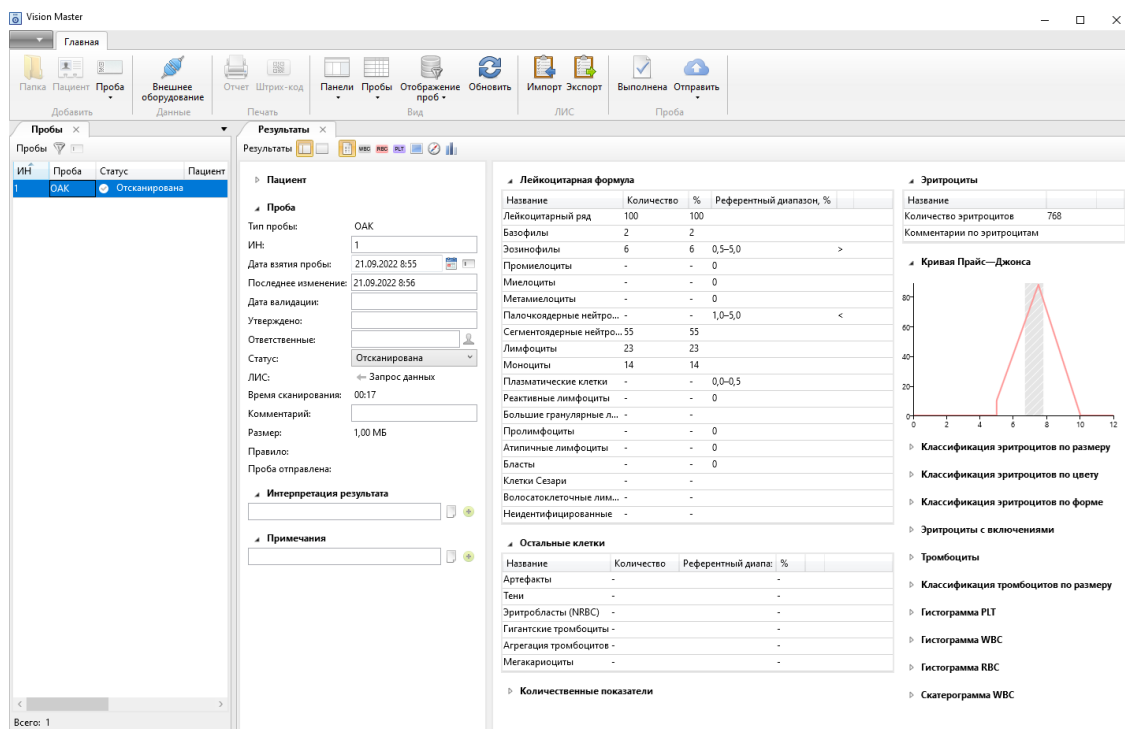 Vision Master
Главная
Папка Пациент Проба Внешнее оборудование Отчет Штрих-код Панели Пробы Отображение проб Обновить Импорт Экспорт Выполнена Отправить
Добавить Данные Печать Вид ЛИС Проба
Пробы
Пробы
ИН Проба Статус Пациент
1 ОАК Отсканирована
Всего: 1
Результаты
Результаты WBC RBC PLT
Пациент
Проба
Тип пробы: ОАК
ИН: 1
Дата взятия пробы: 21.09.2022 8:55
Последнее изменение: 21.09.2022 8:56
Дата валидации:
Утверждено:
Ответственные:
Статус: Отсканирована
ЛИС: Запрос данных
Время сканирования: 00:17
Комментарий:
Размер: 1,00 МБ
Правило:
Проба отправлена:
Интерпретация результата
Примечания
Лейкоцитарная формула
Название Количество % Референтный диапазон, %
Лейкоцитарный ряд 100 100
Базофилы 2 2
Эозинофилы 6 6 0,5–5,0 >
Промиелоциты - - 0
Миелоциты - - 0
Метамиелоциты - - 0
Палочкоядерные нейтро... - - 1,0–5,0 <
Сегментоядерные нейтро... 55 55
Лимфоциты 23 23
Моноциты 14 14
Плазматические клетки - - 0,0–0,5
Реактивные лимфоциты - - 0
Большие гранулярные л... - -
Пролимфоциты - - 0
Атипичные лимфоциты - - 0
Бласты - - 0
Клетки Сезари - -
Волосатоклеточные лим... - -
Неидентифицированные - -
Остальные клетки
Название Количество Референтный диапа: %
Артефакты - -
Тени - -
Эритробласты (NRBC) - -
Гигантские тромбоциты - -
Агрегация тромбоцитов - -
Мегакариоциты - -
Количественные показатели
Эритроциты
Название
Количество эритроцитов 768
Комментарии по эритроцитам
Кривая Прайс—Джонса
80
60
40
20
0
0 2 4 6 8 10 12
Классификация эритроцитов по размеру
Классификация эритроцитов по цвету
Классификация эритроцитов по форме
Эритроциты с включениями
Тромбоциты
Классификация тромбоцитов по размеру
Гистограмма PLT
Гистограмма WBC
Гистограмма RBC
Скатерограмма WBC